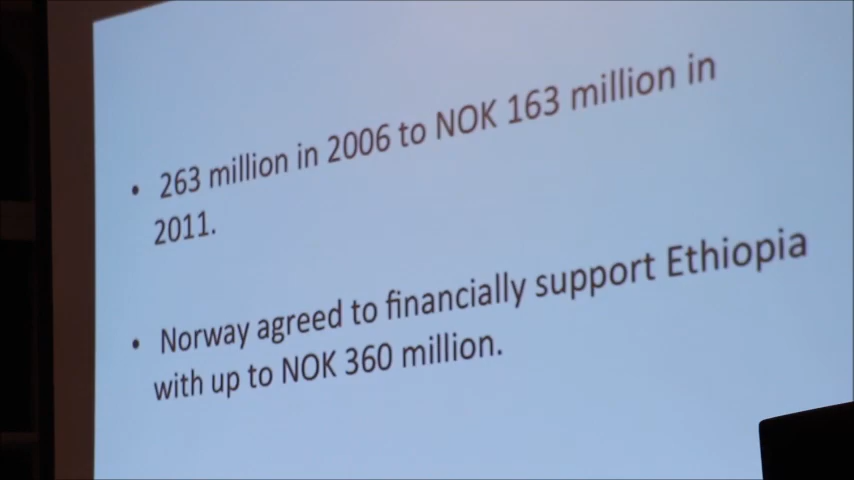 • 263 million in 2006 to NOK 163 million in
2011.
• Norway agreed to financially support Ethiopia
with up to NOK 360 million.